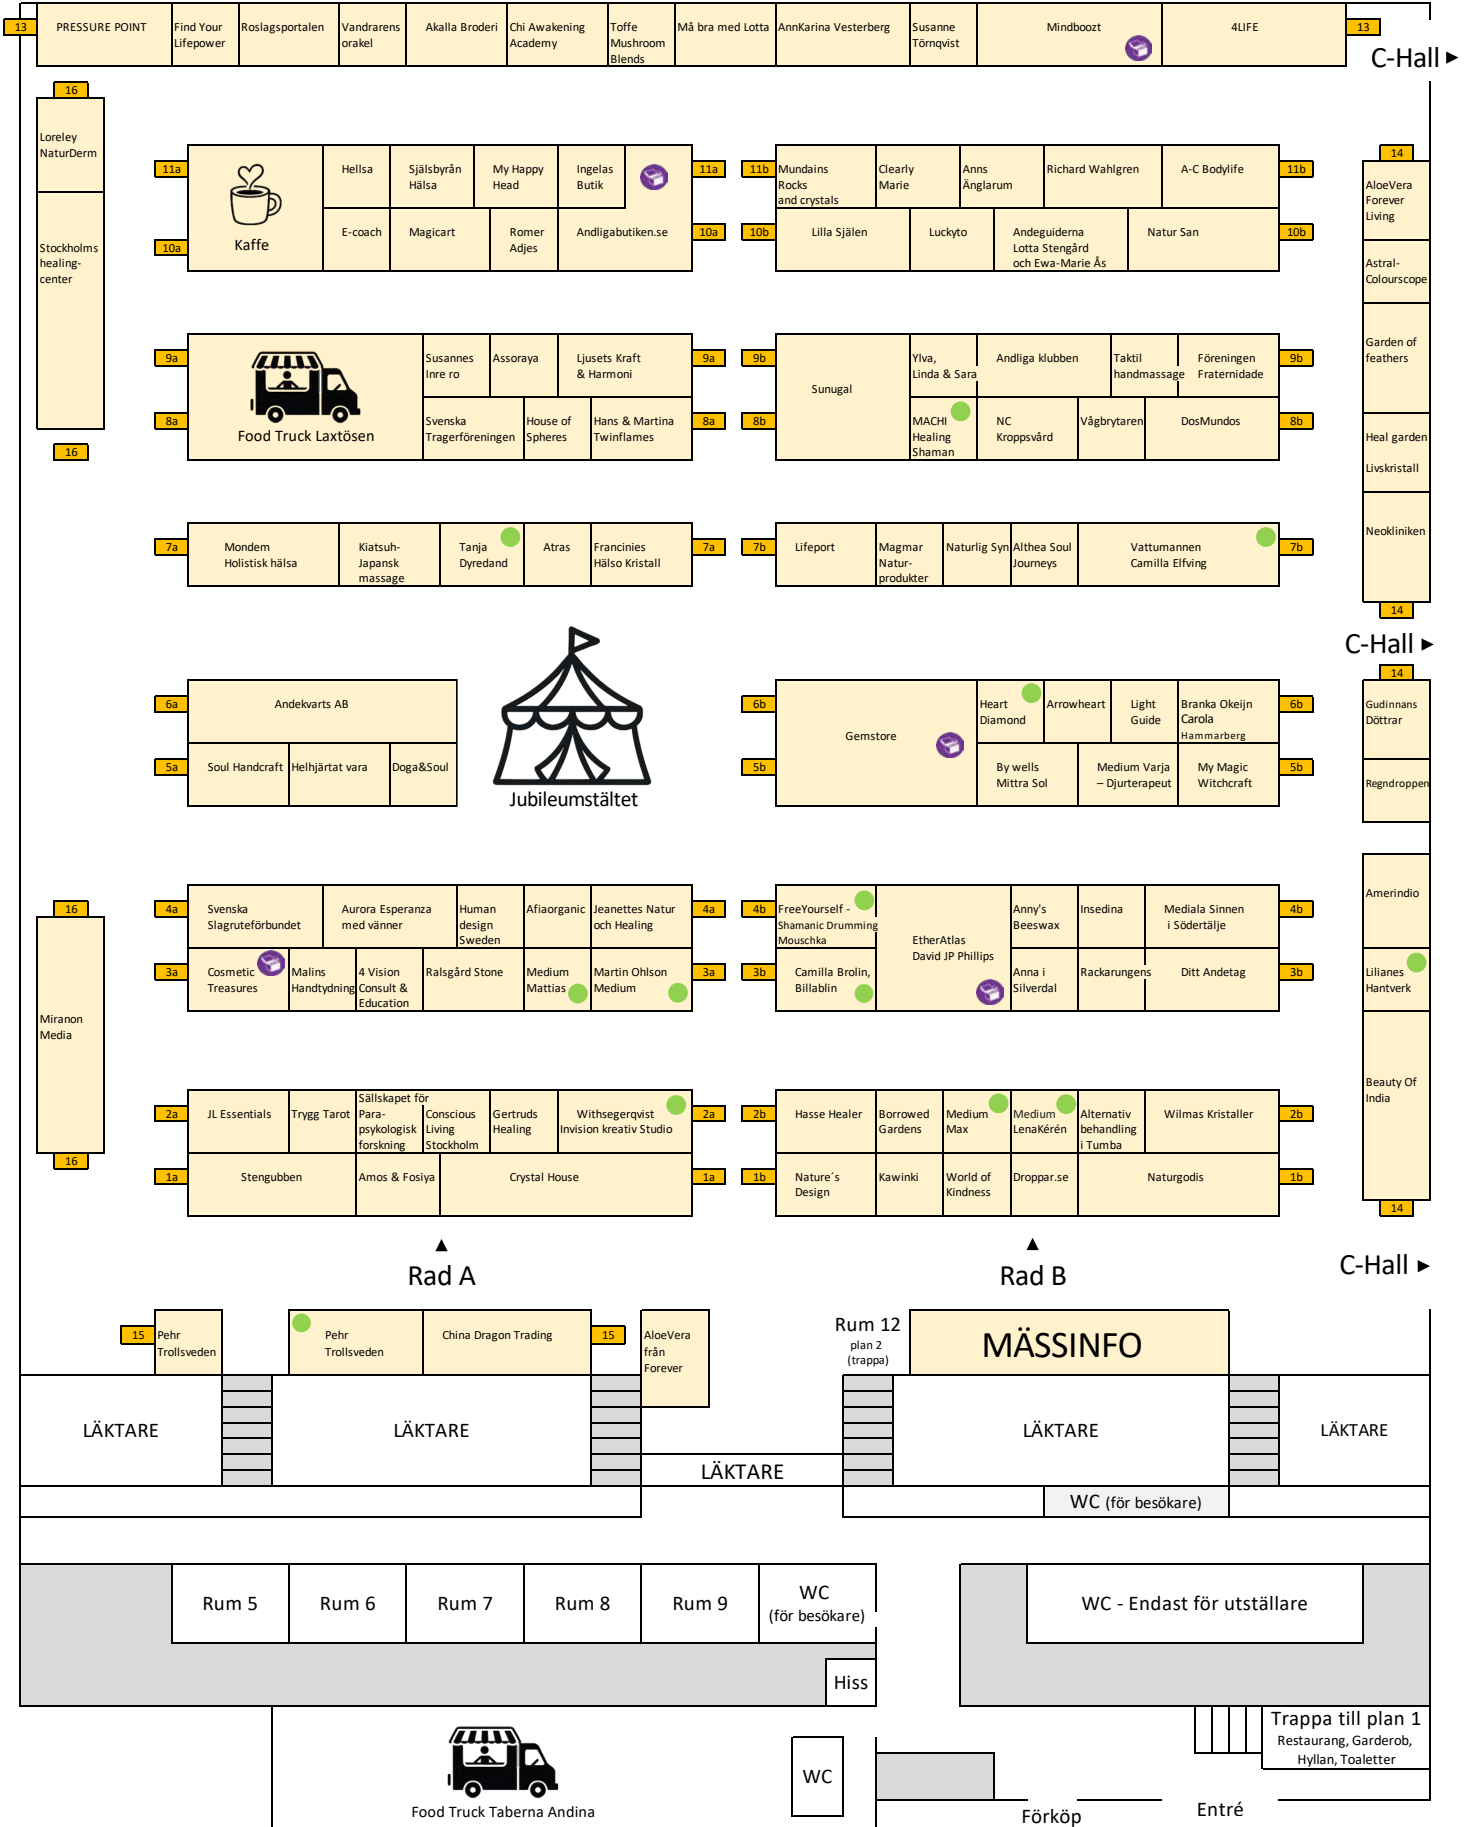 13
PRESSURE POINT
Find Your
Lifepower
Roslagsportalen
Vandrarens
orakel
Akalla Broderi
Chi Awakening
Academy
Toffe
Mushroom
Blends
Må bra med Lotta
AnnKarina Vesterberg
Susanne
Törnqvist
Mindboozt
4LIFE
13
C-Hall ►
16
Loreley
NaturDerm
Stockholms
healing-
center
16
11a
Kaffe
Hellsa
Själsbyrån
Hälsa
My Happy
Head
Ingelas
Butik
11a
10a
E-coach
Magicart
Romer
Adjes
Andligabutiken.se
10a
11b
Mundains
Rocks
and crystals
Clearly
Marie
Anns
Änglarum
Richard Wahlgren
A-C Bodylife
11b
10b
Lilla Själen
Luckyto
Andeguiderna
Lotta Stengård
och Ewa-Marie Ås
Natur San
10b
14
AloeVera
Forever
Living
Astral-
Colourscope
Garden of
feathers
Heal garden
Livskristall
Neokliniken
14
C-Hall ►
9a
Food Truck Laxtösen
Susannes
Inre ro
Assoraya
Ljusets Kraft
& Harmoni
9a
8a
Svenska
Tragerföreningen
House of
Spheres
Hans & Martina
Twinflames
8a
9b
Sunugal
Ylva,
Linda & Sara
Andliga klubben
Taktil
handmassage
Föreningen
Fraternidade
9b
8b
MACHI
Healing
Shaman
NC
Kroppsvård
Vågbrytaren
DosMundos
8b
7a
Mondem
Holistisk hälsa
Kiatsuh-
Japansk
massage
Tanja
Dyredand
Atras
Francinies
Hälso Kristall
7a
7b
Lifeport
Magmar
Natur-
produkter
Naturlig Syn
Althea Soul
Journeys
Vattumannen
Camilla Elfving
7b
6a
Andekvarts AB
5a
Soul Handcraft
Helhjärtat vara
Doga&Soul
Jubileumstältet
6b
Gemstore
Heart
Diamond
Arrowheart
Light
Guide
Branka Okeijn
Carola
Hammarberg
6b
5b
By wells
Mittra Sol
Medium Varja
– Djurterapeut
My Magic
Witchcraft
5b
14
Gudinnans
Döttrar
Regndroppen
Amerindio
Lilianes
Hantverk
Beauty Of
India
14
16
Miranon
Media
16
4a
Svenska
Slagruteförbundet
Aurora Esperanza
med vänner
Human
design
Sweden
Afiaorganic
Jeanettes Natur
och Healing
4a
3a
Cosmetic
Treasures
Malins
Handtydning
4 Vision
Consult &
Education
Ralsgård Stone
Medium
Mattias
Martin Ohlson
Medium
3a
4b
FreeYourself -
Shamanic Drumming
Mouschka
EtherAtlas
David JP Phillips
Anny's
Beeswax
Insedina
Mediala Sinnen
i Södertälje
4b
3b
Camilla Brolin,
Billablin
Anna i
Silverdal
Rackarungens
Ditt Andetag
3b
2a
JL Essentials
Trygg Tarot
Sällskapet för
Para-
psykologisk
forskning
Conscious
Living
Stockholm
Gertruds
Healing
Withsegerqvist
Invision kreativ Studio
2a
1a
Stengubben
Amos & Fosiya
Crystal House
1a
2b
Hasse Healer
Borrowed
Gardens
Medium
Max
Medium
LenaKérén
Alternativ
behandling
i Tumba
Wilmas Kristaller
2b
1b
Nature´s
Design
Kawinki
World of
Kindness
Droppar.se
Naturgodis
1b
▲
Rad A
▲
Rad B
C-Hall ►
15
Pehr
Trollsveden
Pehr
Trollsveden
China Dragon Trading
15
AloeVera
från
Forever
Rum 12
plan 2
(trappa)
MÄSSINFO
LÄKTARE
LÄKTARE
LÄKTARE
LÄKTARE
LÄKTARE
WC (för besökare)
Rum 5
Rum 6
Rum 7
Rum 8
Rum 9
WC
(för besökare)
WC - Endast för utställare
Hiss
Food Truck Taberna Andina
WC
Trappa till plan 1
Restaurang, Garderob,
Hyllan, Toaletter
Förköp
Entré